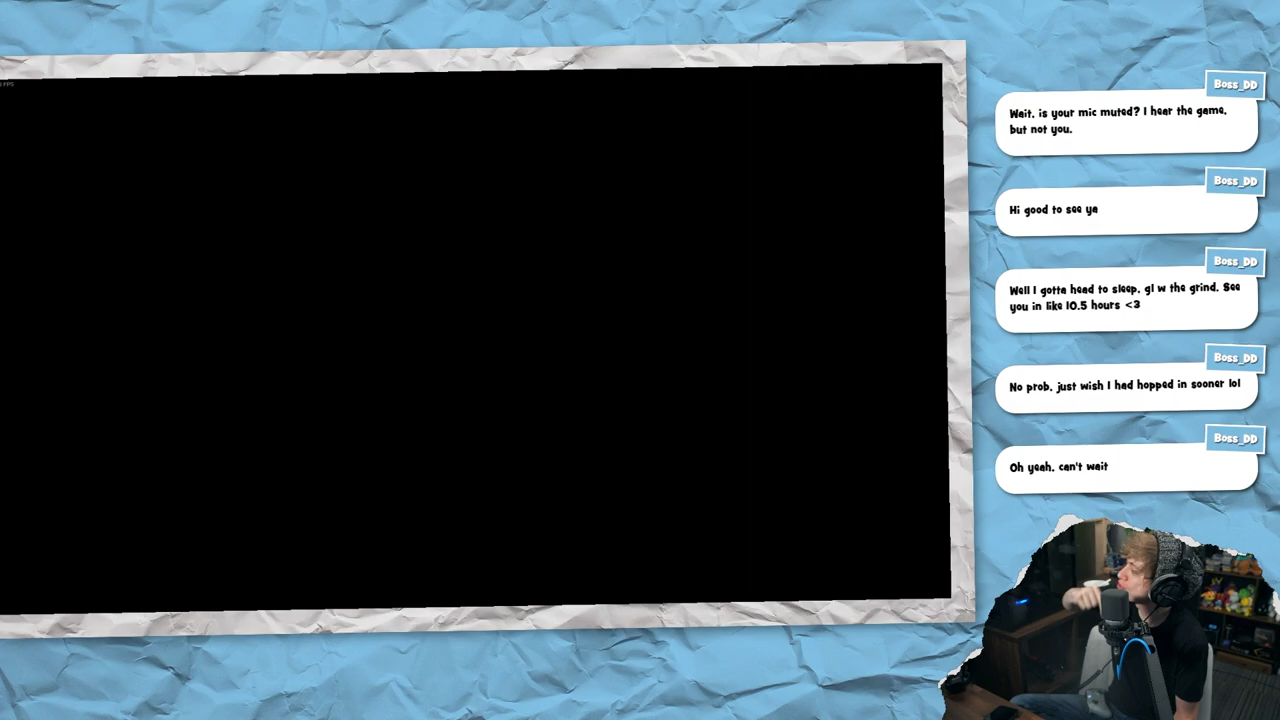 FPS
Boss_DD
Wait, is your mic muted? I hear the game,
but not you.
Boss_DD
Hi good to see ya
Boss_DD
Well I gotta head to sleep, gl w the grind. See
you in like 10.5 hours <3
Boss_DD
No prob, just wish I had hopped in sooner lol
Boss_DD
Oh yeah, can't wait